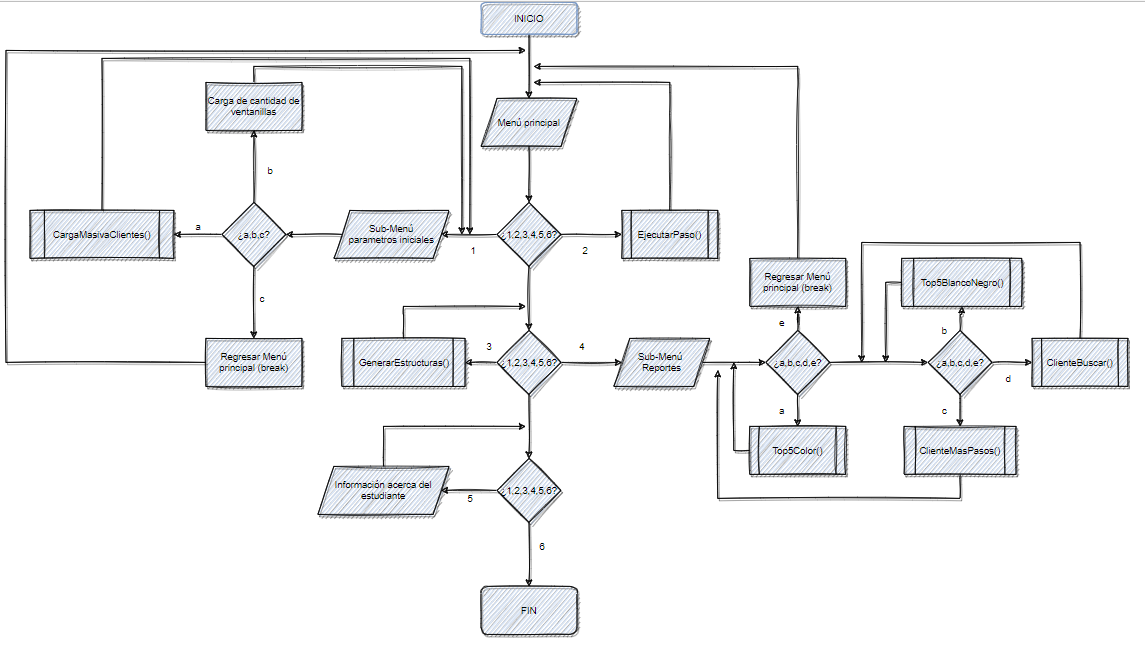 INICIO
Carga de cantidad de
ventanillas
Menú principal
b
CargaMasivaClientes()
a
¿a,b,c?
Sub-Menú
parametros iniciales
1
¿1,2,3,4,5,6?
2
EjecutarPaso()
c
Regresar Menú
principal (break)
Regresar Menú
principal (break)
Top5BlancoNegro()
e
b
GenerarEstructuras()
3
¿1,2,3,4,5,6?
4
Sub-Menú
Reportes
¿a,b,c,d,e?
¿a,b,c,d,e?
d
ClienteBuscar()
a
c
Top5Color()
ClienteMasPasos()
Información acerca del
estudiante
5
¿1,2,3,4,5,6?
6
FIN